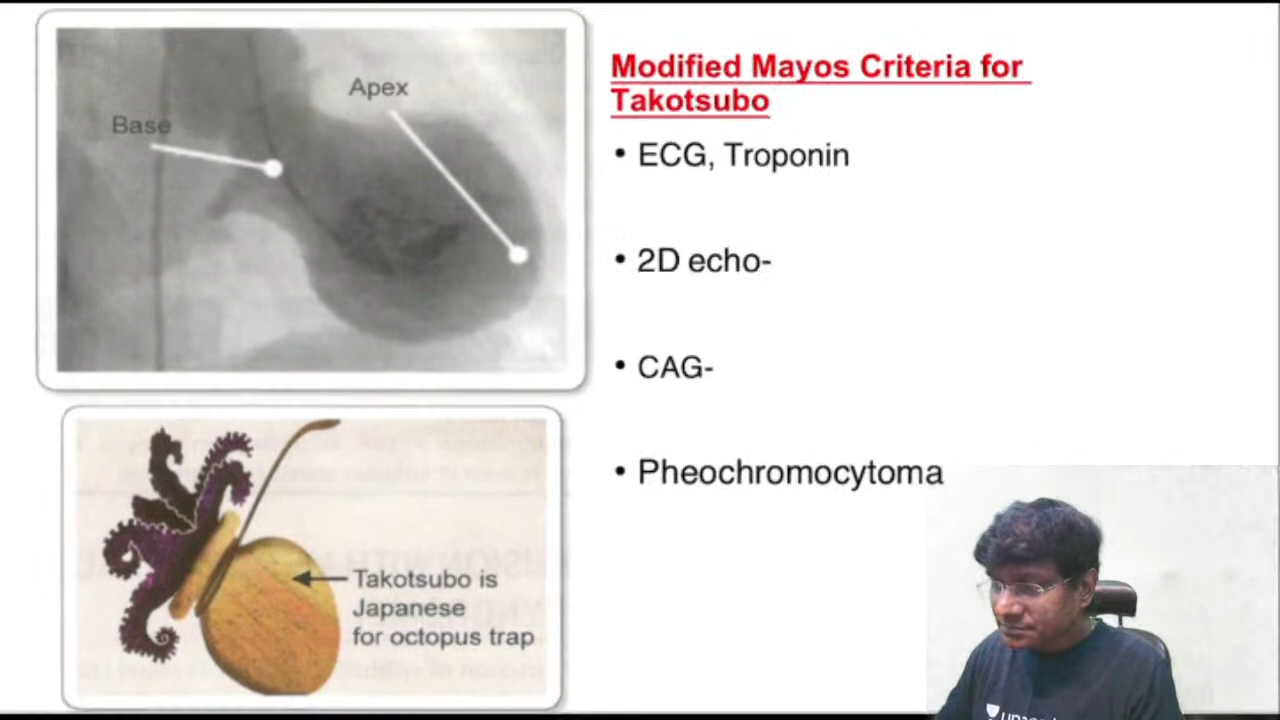 Base
Apex
Modified Mayos Criteria for
Takotsubo
• ECG, Troponin
• 2D echo-
• CAG-
• Pheochromocytoma
Takotsubo is
Japanese
for octopus trap